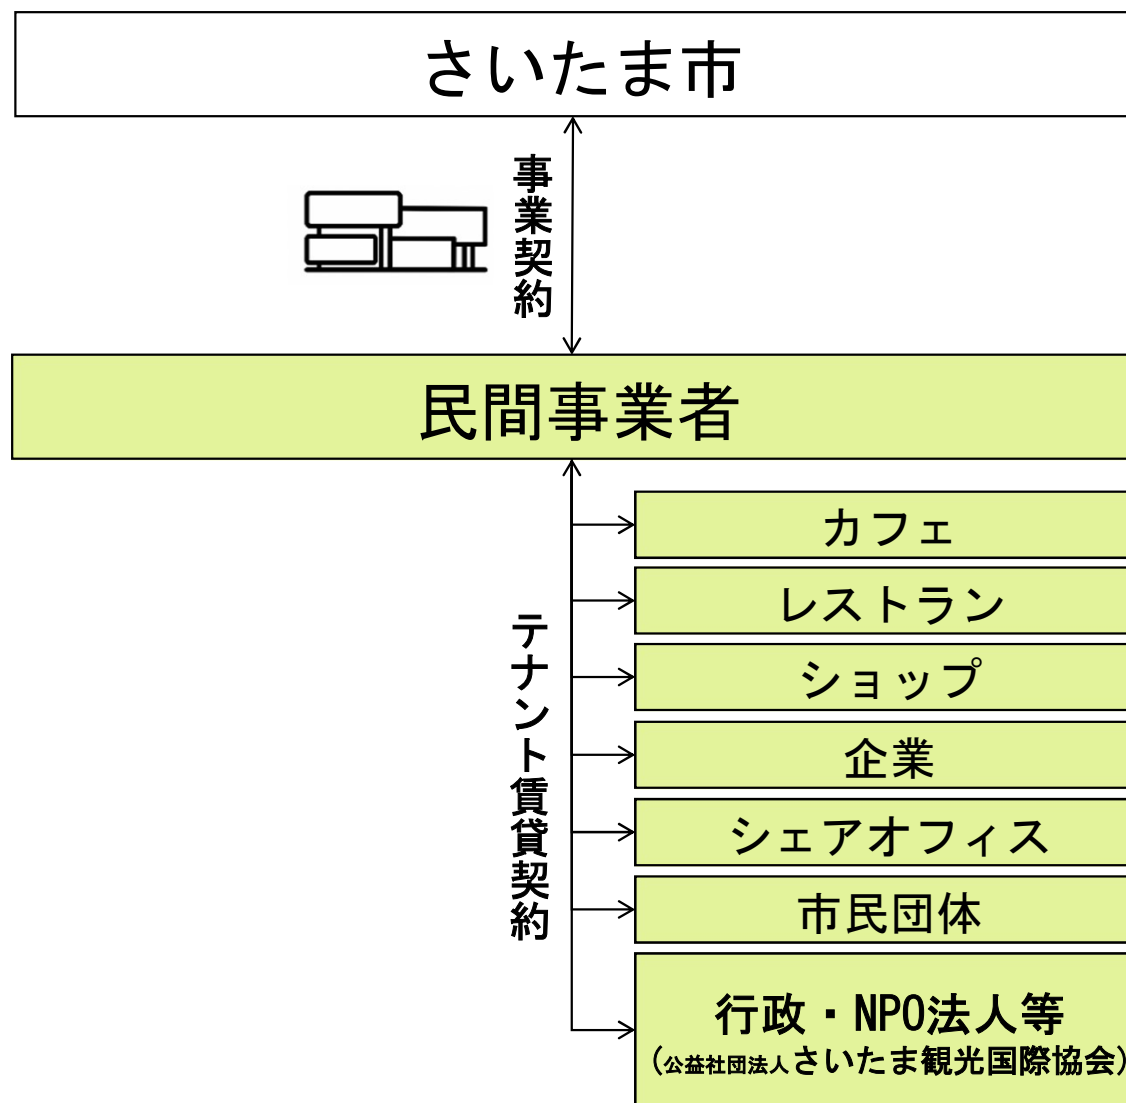 さいたま市
事業契約
民間事業者
カフェ
レストラン
ショップ
テナント賃貸契約
企業
シェアオフィス
市民団体
行政・NPO法人等
(公益社団法人さいたま観光国際協会)